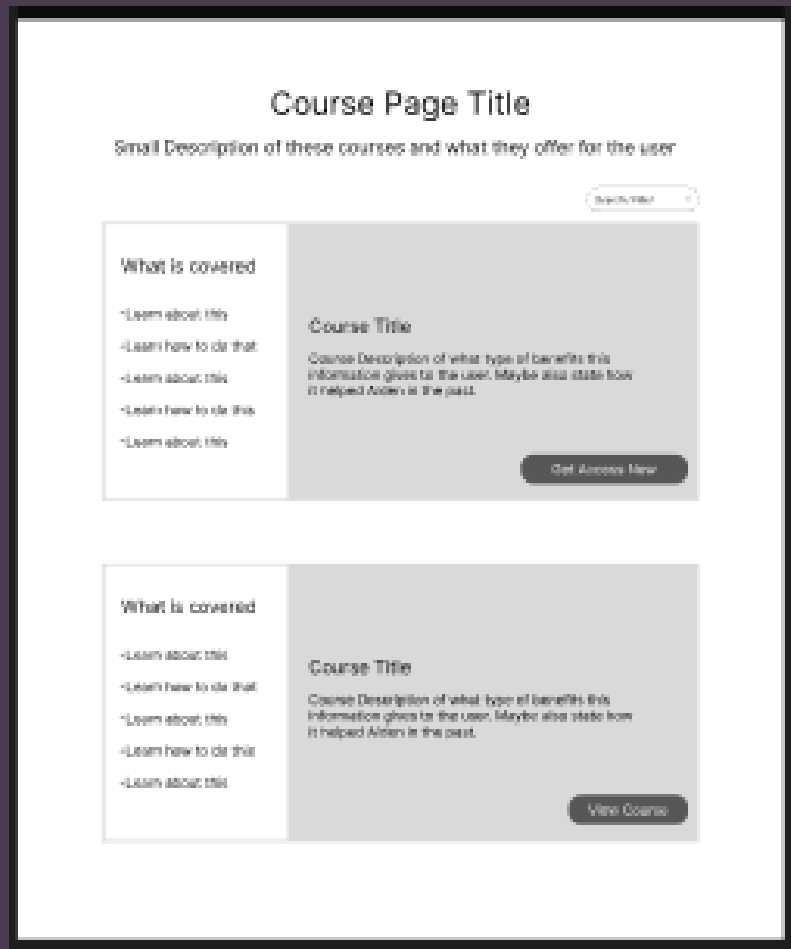 Course Page Title
Small Description of these courses and what they offer for the user
What is covered
-Learn about this
-Learn how to do that
-Learn about this
-Learn how to do this
-Learn about this
Course Title
Course Description of what type of benefits this
information gives to the user. Maybe also state how
it helped Aiden in the past.
Get Access Now
What is covered
-Learn about this
-Learn how to do that
-Learn about this
-Learn how to do this
-Learn about this
Course Title
Course Description of what type of benefits this
information gives to the user. Maybe also state how
it helped Aiden in the past.
View Course